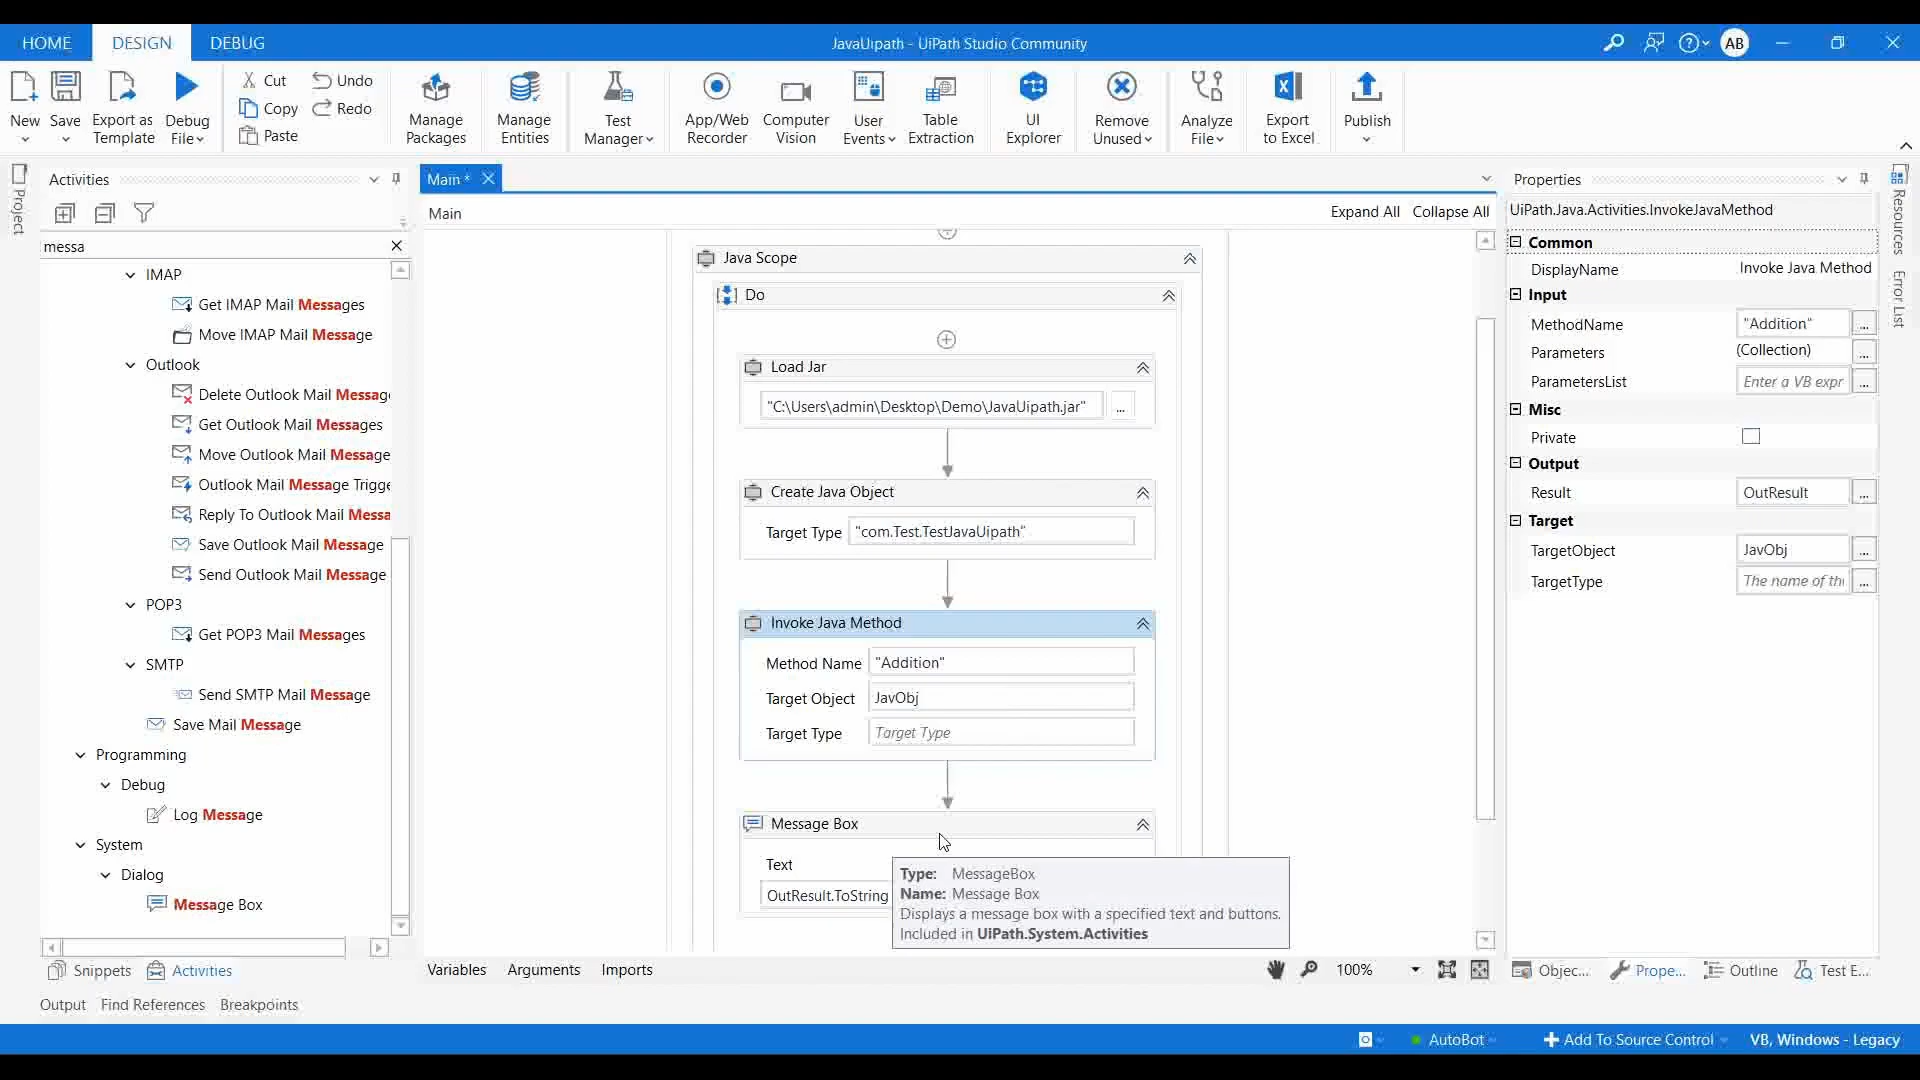 HOME DESIGN DEBUG JavaUipath - UiPath Studio Community AB
New Save Export as Template Debug File Cut Copy Paste Undo Redo Manage Packages Manage Entities Test Manager App/Web Recorder Computer Vision User Events Table Extraction UI Explorer Remove Unused Analyze File Export to Excel Publish
Project
Activities
messa
IMAP
Get IMAP Mail Messages
Move IMAP Mail Message
Outlook
Delete Outlook Mail Messag
Get Outlook Mail Messages
Move Outlook Mail Message
Outlook Mail Message Trigge
Reply To Outlook Mail Messa
Save Outlook Mail Message
Send Outlook Mail Message
POP3
Get POP3 Mail Messages
SMTP
Send SMTP Mail Message
Save Mail Message
Programming
Debug
Log Message
System
Dialog
Message Box
Snippets Activities
Main *
Main Expand All Collapse All
Java Scope
Do
Load Jar
"C:\Users\admin\Desktop\Demo\JavaUipath.jar" ...
Create Java Object
Target Type "com.Test.TestJavaUipath"
Invoke Java Method
Method Name "Addition"
Target Object JavObj
Target Type Target Type
Message Box
Text
OutResult.ToString
Type: MessageBox
Name: Message Box
Displays a message box with a specified text and buttons.
Included in UiPath.System.Activities
Variables Arguments Imports 100%
Properties
UiPath.Java.Activities.InvokeJavaMethod
Common
DisplayName Invoke Java Method
Input
MethodName "Addition" ...
Parameters (Collection) ...
ParametersList Enter a VB expr ...
Misc
Private
Output
Result OutResult ...
Target
TargetObject JavObj ...
TargetType The name of th ...
Objec... Prope... Outline Test E...
Resources
Error List
Output Find References Breakpoints
AutoBot Add To Source Control VB, Windows - Legacy